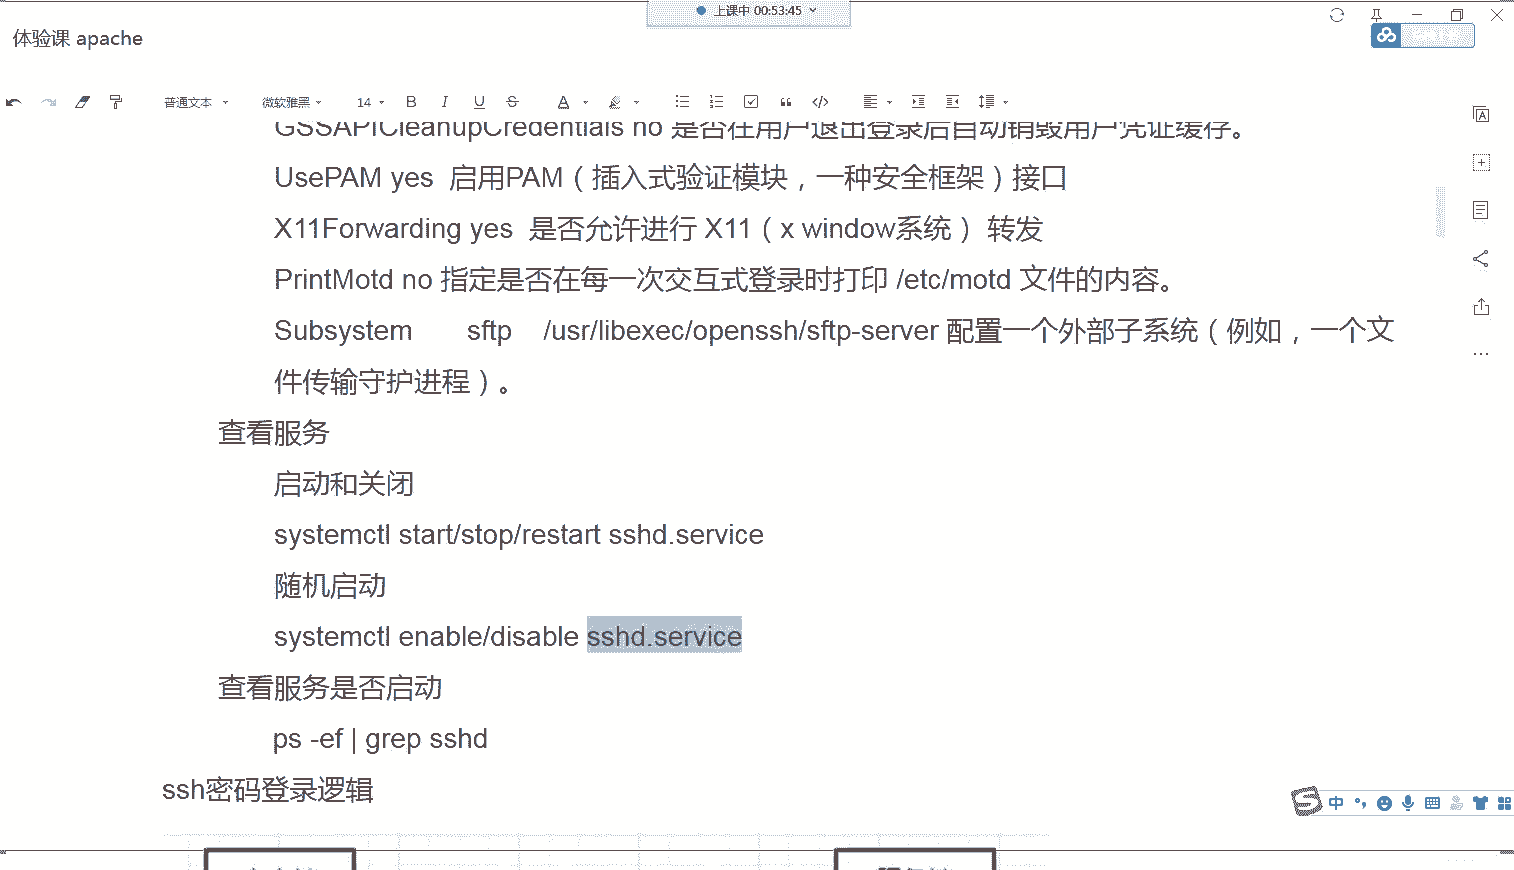 上课中 00:53:45
体验课 apache
普通文本
微软雅黑
14
B I U S A
GSSAPICleanupCredentials no 是否在用户退出登录后自动销毁用户凭证缓存。
UsePAM yes 启用PAM（插入式验证模块，一种安全框架）接口
X11Forwarding yes 是否允许进行 X11（x window系统） 转发
PrintMotd no 指定是否在每一次交互式登录时打印 /etc/motd 文件的内容。
Subsystem sftp /usr/libexec/openssh/sftp-server 配置一个外部子系统（例如，一个文
件传输守护进程）。
查看服务
启动和关闭
systemctl start/stop/restart sshd.service
随机启动
systemctl enable/disable sshd.service
查看服务是否启动
ps -ef | grep sshd
ssh密码登录逻辑
中